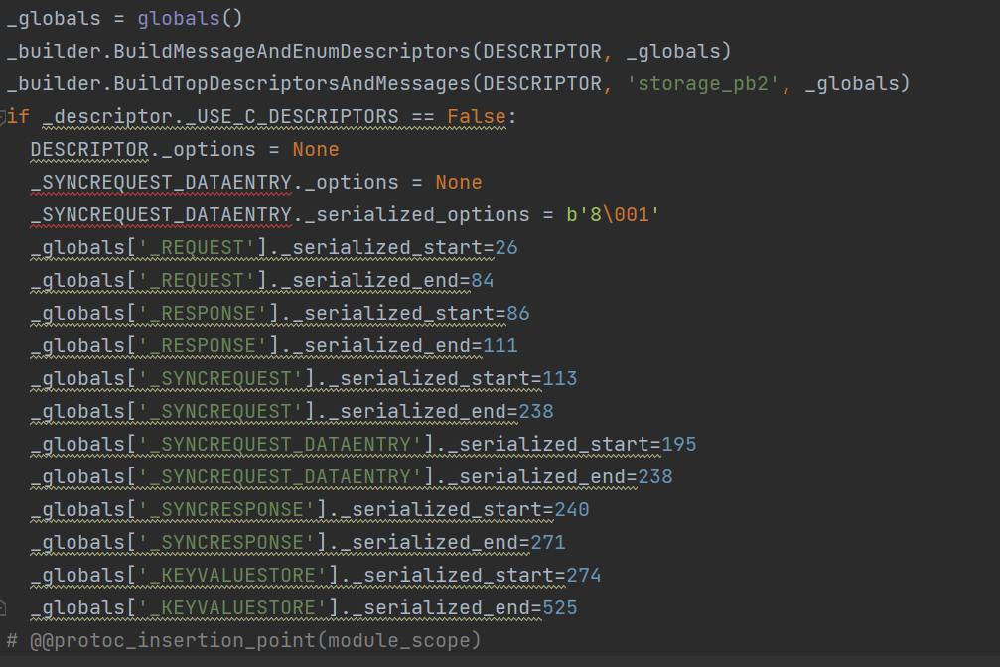 _globals = globals()
_builder.BuildMessageAndEnumDescriptors(DESCRIPTOR, _globals)
_builder.BuildTopDescriptorsAndMessages(DESCRIPTOR, 'storage_pb2', _globals)
if _descriptor._USE_C_DESCRIPTORS == False:
  DESCRIPTOR._options = None
  _SYNCREQUEST_DATAENTRY._options = None
  _SYNCREQUEST_DATAENTRY._serialized_options = b'8\001'
  _globals['_REQUEST']._serialized_start=26
  _globals['_REQUEST']._serialized_end=84
  _globals['_RESPONSE']._serialized_start=86
  _globals['_RESPONSE']._serialized_end=111
  _globals['_SYNCREQUEST']._serialized_start=113
  _globals['_SYNCREQUEST']._serialized_end=238
  _globals['_SYNCREQUEST_DATAENTRY']._serialized_start=195
  _globals['_SYNCREQUEST_DATAENTRY']._serialized_end=238
  _globals['_SYNCRESPONSE']._serialized_start=240
  _globals['_SYNCRESPONSE']._serialized_end=271
  _globals['_KEYVALUESTORE']._serialized_start=274
  _globals['_KEYVALUESTORE']._serialized_end=525
# @@protoc_insertion_point(module_scope)